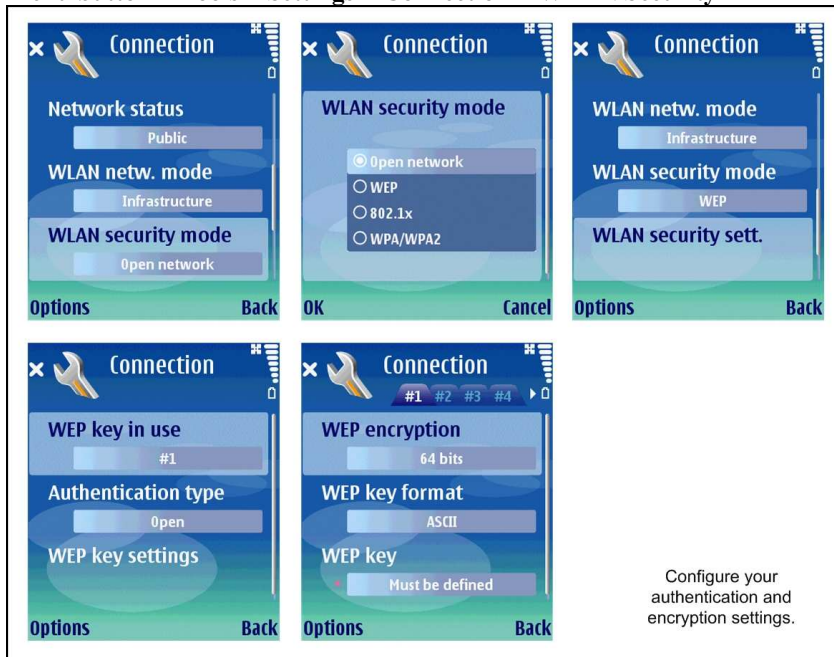 Connection
Network status
Public
WLAN netw. mode
Infrastructure
WLAN security mode
Open network
Options Back
Connection
WLAN security mode
Open network
WEP
802.1x
WPA/WPA2
OK Cancel
Connection
WLAN netw. mode
Infrastructure
WLAN security mode
WEP
WLAN security sett.
Options Back
Connection
WEP key in use
#1
Authentication type
Open
WEP key settings
Options Back
Connection
#1 #2 #3 #4
WEP encryption
64 bits
WEP key format
ASCII
WEP key
* Must be defined
Options Back
Configure your
authentication and
encryption settings.